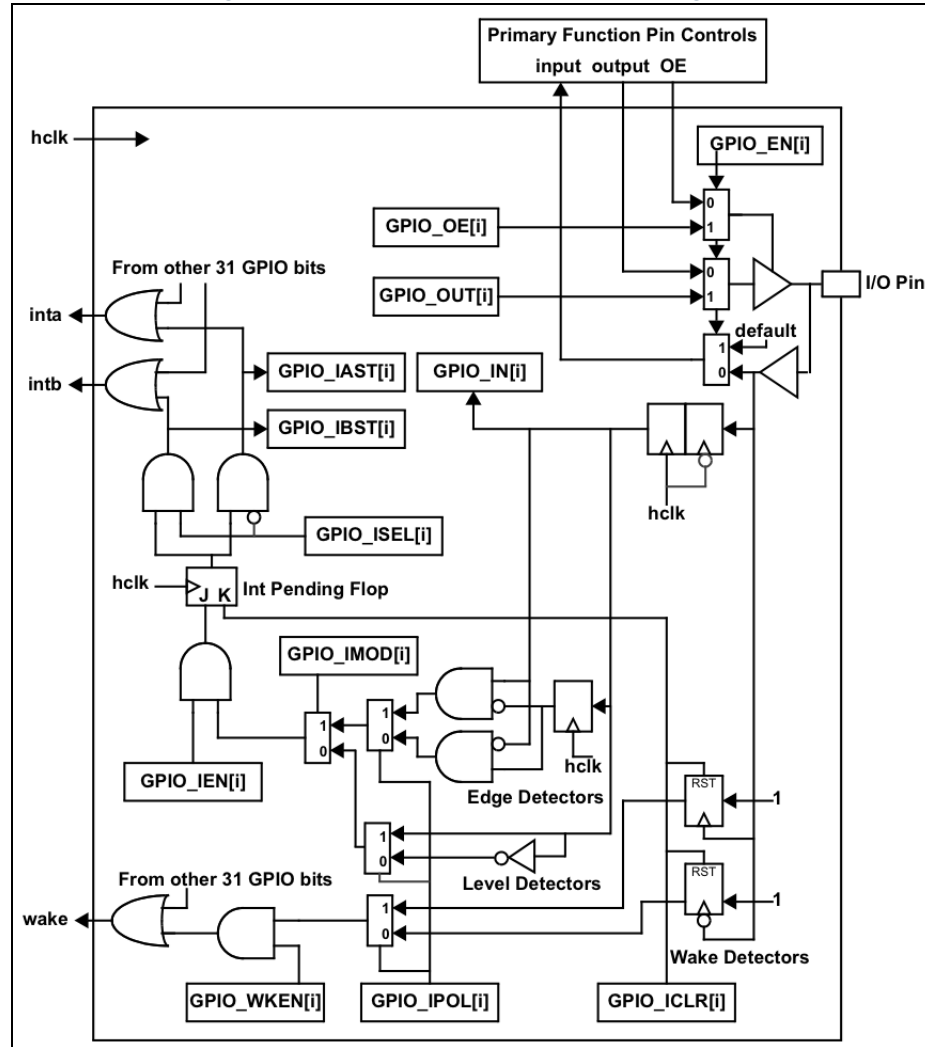 Primary Function Pin Controls
input output OE
hclk
GPIO_EN[i]
0
GPIO_OE[i]
1
From other 31 GPIO bits
0
GPIO_OUT[i]
1
I/O Pin
inta
default
1
GPIO_IAST[i]
GPIO_IN[i]
0
intb
GPIO_IBST[i]
hclk
GPIO_ISEL[i]
hclk
J K
Int Pending Flop
GPIO_IMOD[i]
1
1
0
0
hclk
GPIO_IEN[i]
Edge Detectors
RST
1
1
0
Level Detectors
RST
From other 31 GPIO bits
1
1
wake
0
Wake Detectors
GPIO_WKEN[i]
GPIO_IPOL[i]
GPIO_ICLR[i]